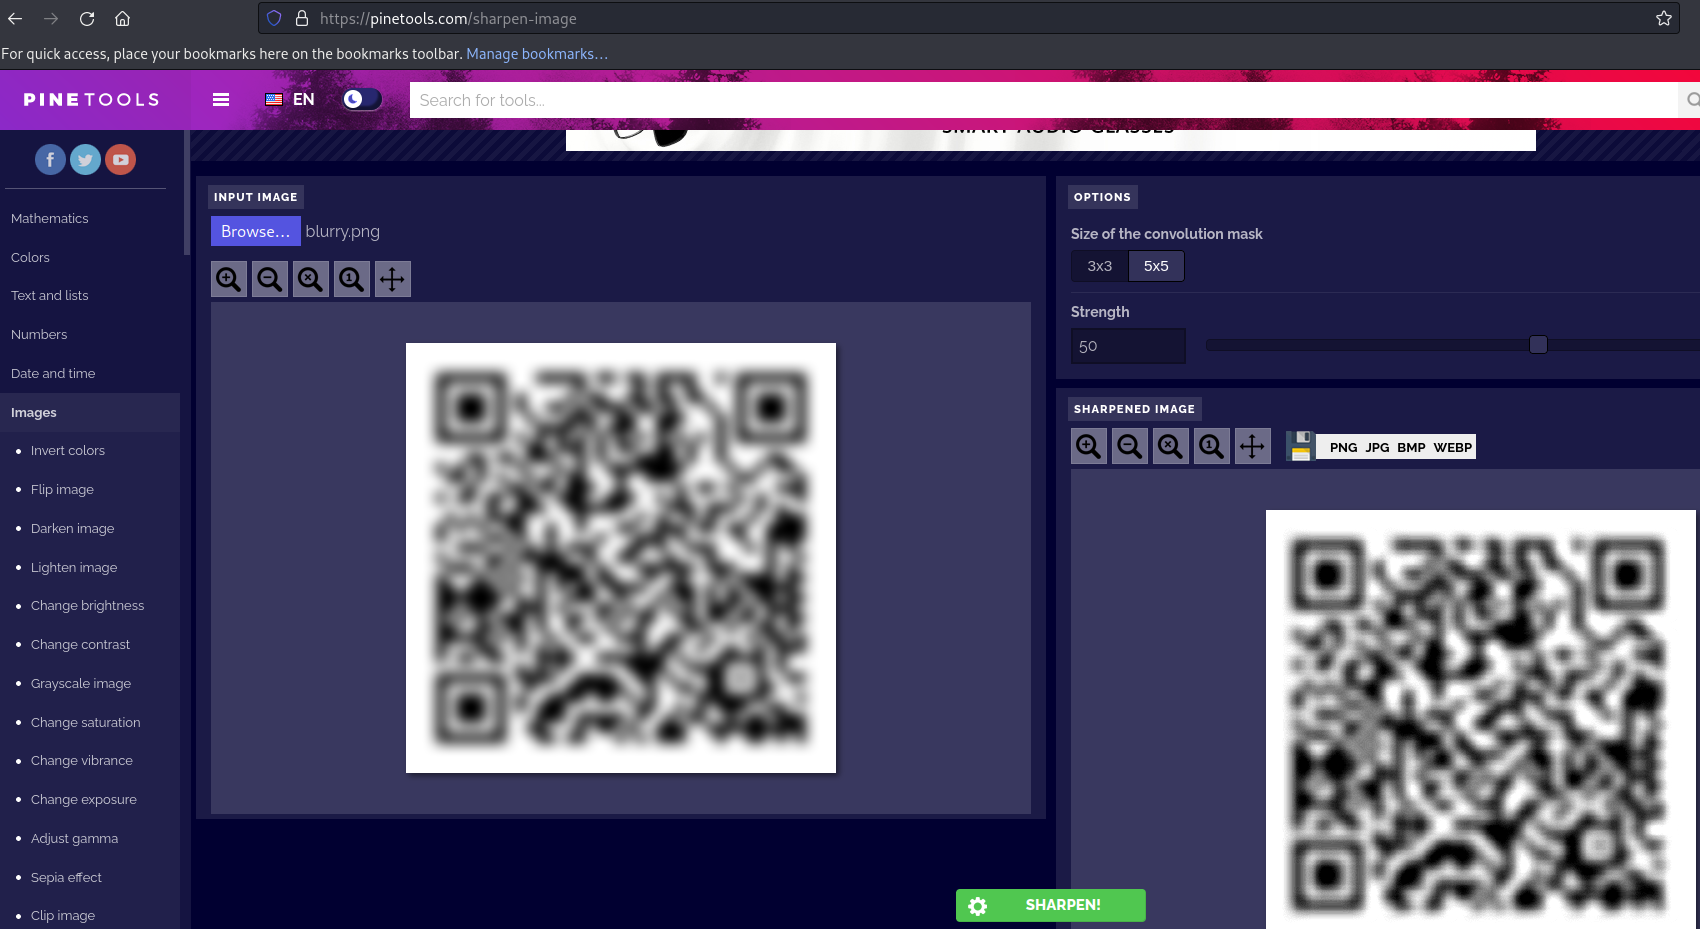 https://pinetools.com/sharpen-image
For quick access, place your bookmarks here on the bookmarks toolbar. Manage bookmarks...
PINETOOLS
EN
Search for tools...
SMART AUDIO GLASSES
Mathematics
Colors
Text and lists
Numbers
Date and time
Images
Invert colors
Flip image
Darken image
Lighten image
Change brightness
Change contrast
Grayscale image
Change saturation
Change vibrance
Change exposure
Adjust gamma
Sepia effect
Clip image
INPUT IMAGE
Browse... blurry.png
OPTIONS
Size of the convolution mask
3x3 5x5
Strength
50
SHARPENED IMAGE
PNG JPG BMP WEBP
SHARPEN!